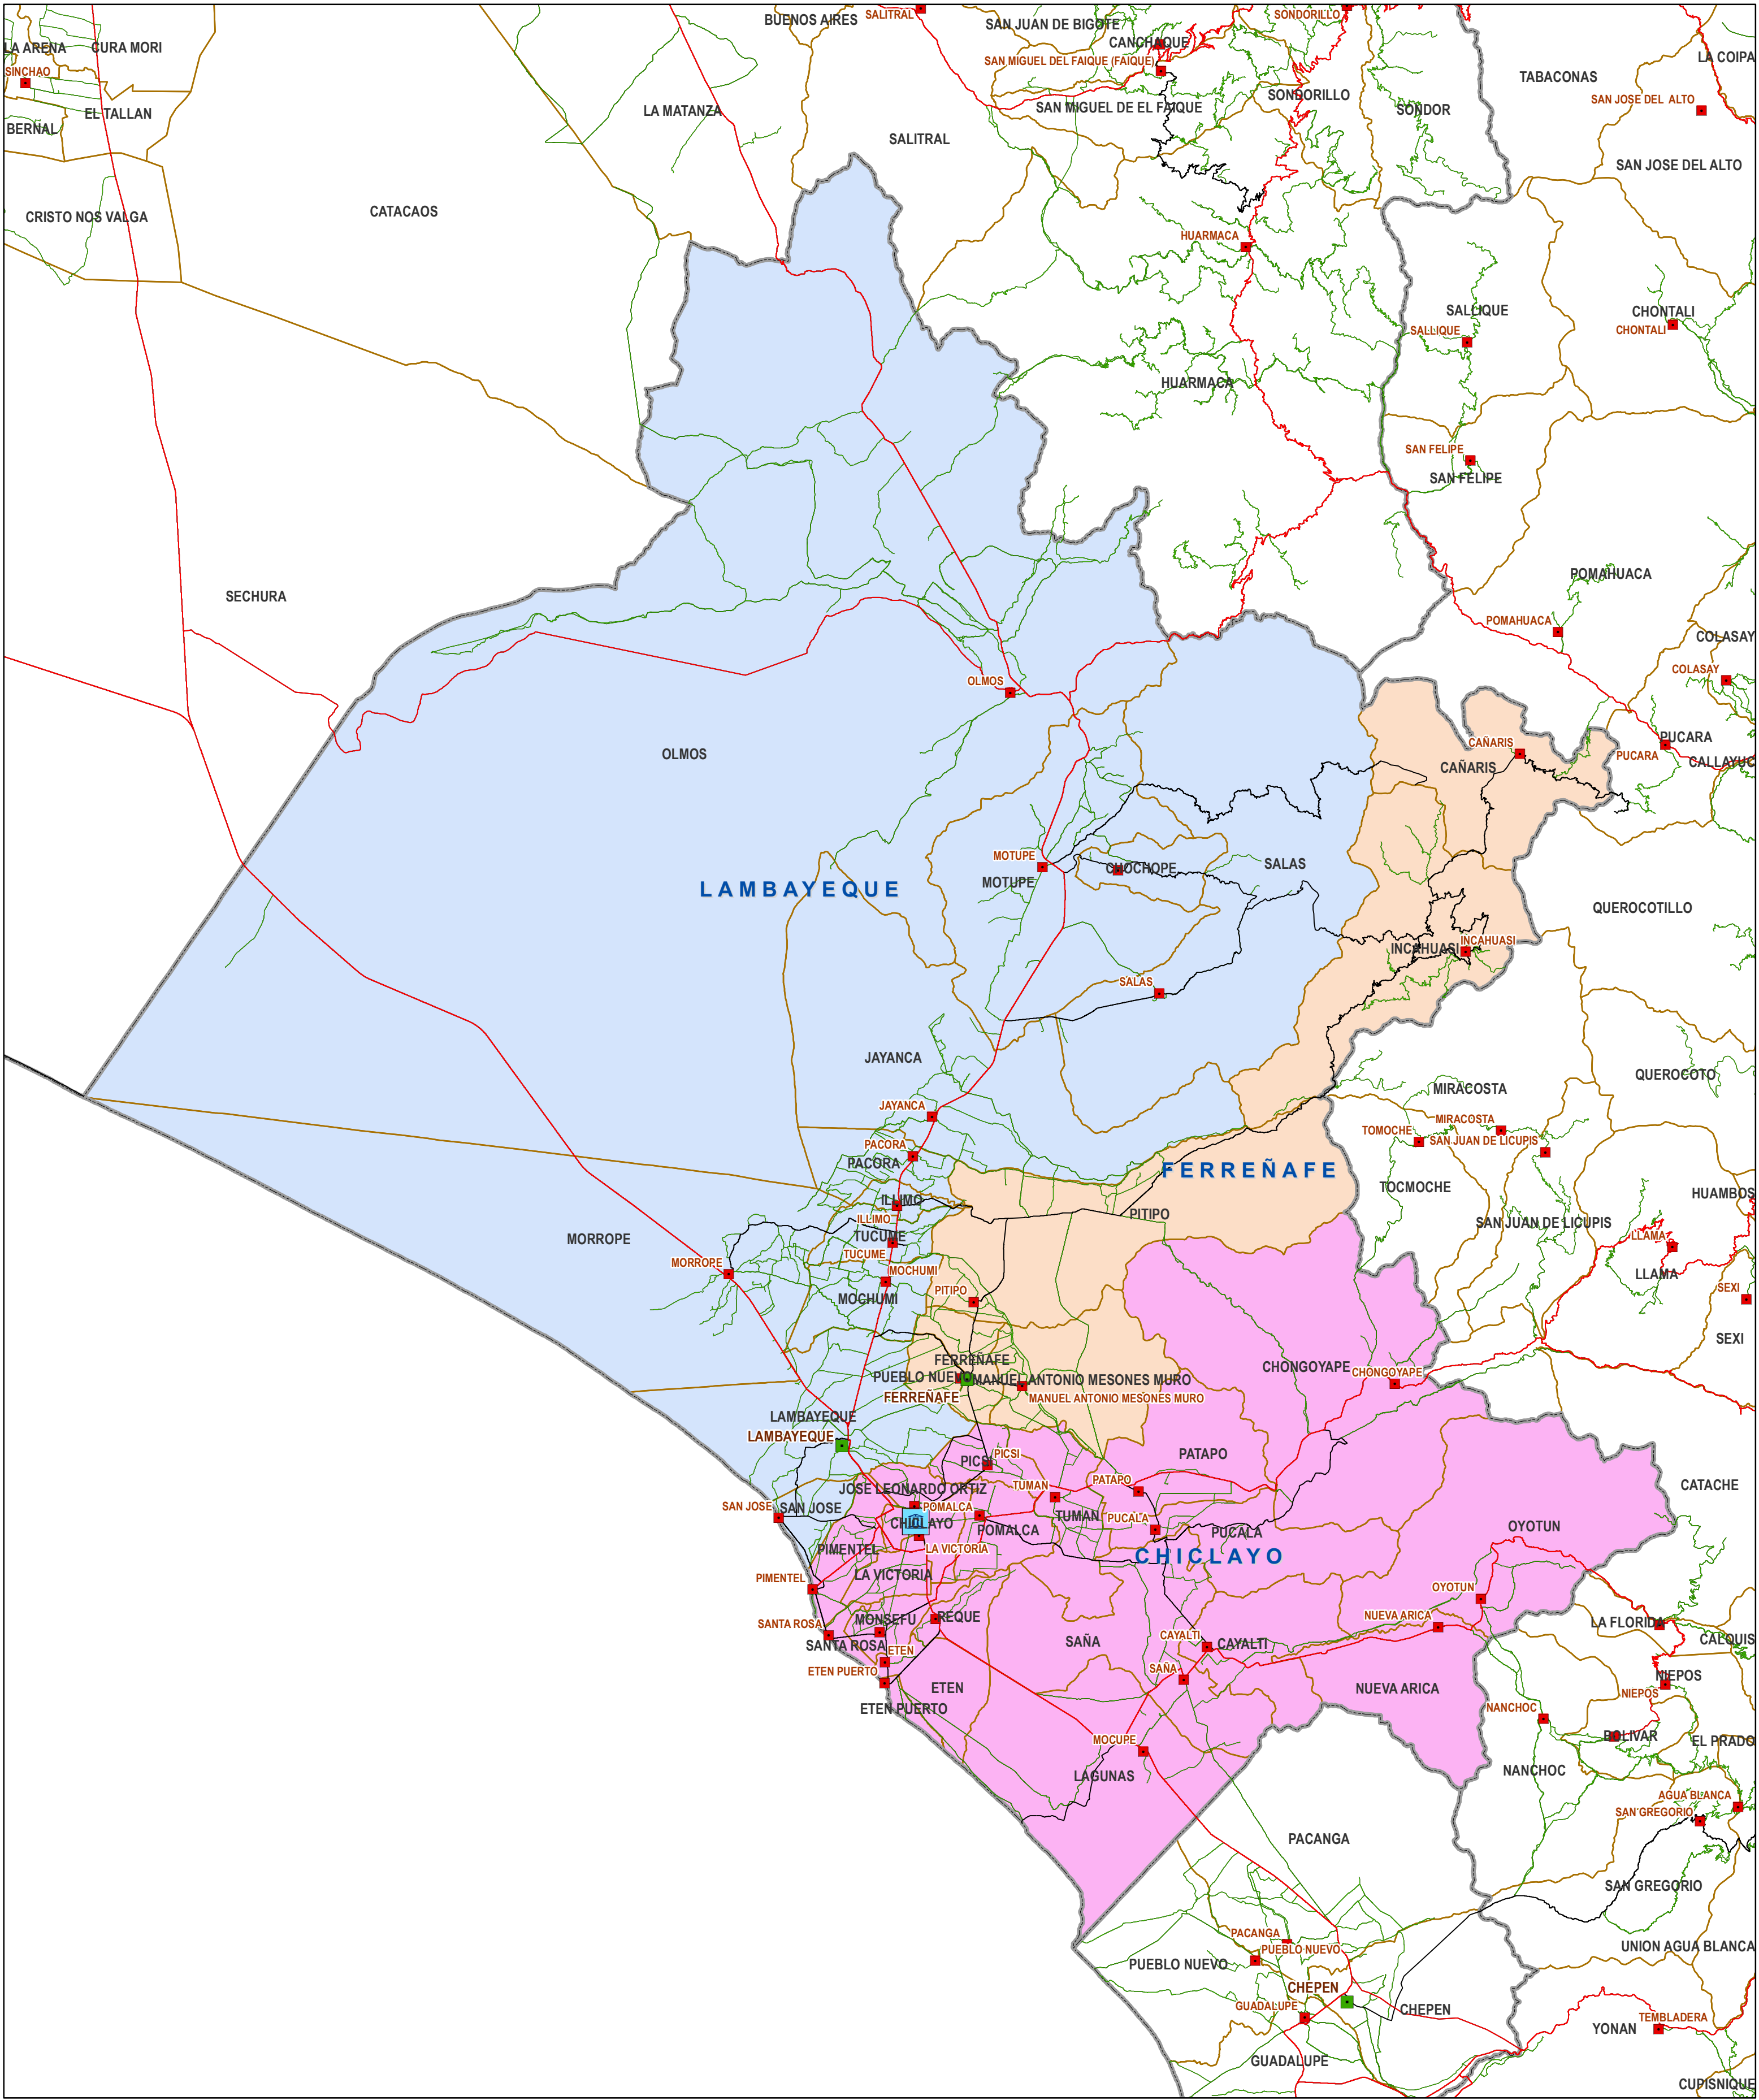 BUENOS AIRES
SALITRAL
SAN JUAN DE BIGOTE
SONDORILLO
LA ARENA
CURA MORI
CANCHAQUE
LA COIPA
SAN MIGUEL DEL FAIQUE (FAIQUE)
SINCHAO
TABACONAS
SONDORILLO
SAN JOSE DEL ALTO
SAN MIGUEL DE EL FAIQUE
SONDOR
LA MATANZA
EL TALLAN
BERNAL
SALITRAL
SAN JOSE DEL ALTO
CATACAOS
CRISTO NOS VALGA
HUARMACA
SALLIQUE
CHONTALI
SALLIQUE
CHONTALI
HUARMACA
SAN FELIPE
SAN FELIPE
POMAHUACA
SECHURA
POMAHUACA
COLASAY
COLASAY
OLMOS
PUCARA
CAÑARIS
OLMOS
PUCARA
CALLAYUC
CAÑARIS
MOTUPE
CHOCHOPE
SALAS
MOTUPE
LAMBAYEQUE
QUEROCOTILLO
INCAHUASI
INCAHUASI
SALAS
JAYANCA
QUEROCOTO
MIRACOSTA
JAYANCA
MIRACOSTA
TOMOCHE
SAN JUAN DE LICUPIS
PACORA
PACORA
FERREÑAFE
TOCMOCHE
HUAMBOS
ILLIMO
PITIPO
ILLIMO
SAN JUAN DE LICUPIS
TUCUME
LLAMA
MORROPE
TUCUME
MORROPE
MOCHUMI
LLAMA
PITIPO
SEXI
MOCHUMI
SEXI
FERREÑAFE
CHONGOYAPE
CHONGOYAPE
PUEBLO NUEVO
MANUEL ANTONIO MESONES MURO
FERREÑAFE
MANUEL ANTONIO MESONES MURO
LAMBAYEQUE
LAMBAYEQUE
PICSI
PATAPO
PICSI
PATAPO
CATACHE
TUMAN
JOSE LEONARDO ORTIZ
SAN JOSE
SAN JOSE
POMALCA
TUMAN
PUCALA
CHICLAYO
POMALCA
PUCALA
OYOTUN
PIMENTEL
LA VICTORIA
CHICLAYO
PIMENTEL
LA VICTORIA
OYOTUN
NUEVA ARICA
MONSEFU
REQUE
SANTA ROSA
LA FLORIDA
CAYALTI
CAYALTI
SAÑA
CALQUIS
SANTA ROSA
ETEN
ETEN PUERTO
SAÑA
NIEPOS
ETEN
NUEVA ARICA
NIEPOS
ETEN PUERTO
NANCHOC
BOLIVAR
MOCUPE
EL PRADO
LAGUNAS
NANCHOC
AGUA BLANCA
SAN GREGORIO
PACANGA
SAN GREGORIO
PACANGA
PUEBLO NUEVO
UNION AGUA BLANCA
PUEBLO NUEVO
CHEPEN
GUADALUPE
CHEPEN
TEMBLADERA
YONAN
GUADALUPE
CUPISNIQUE